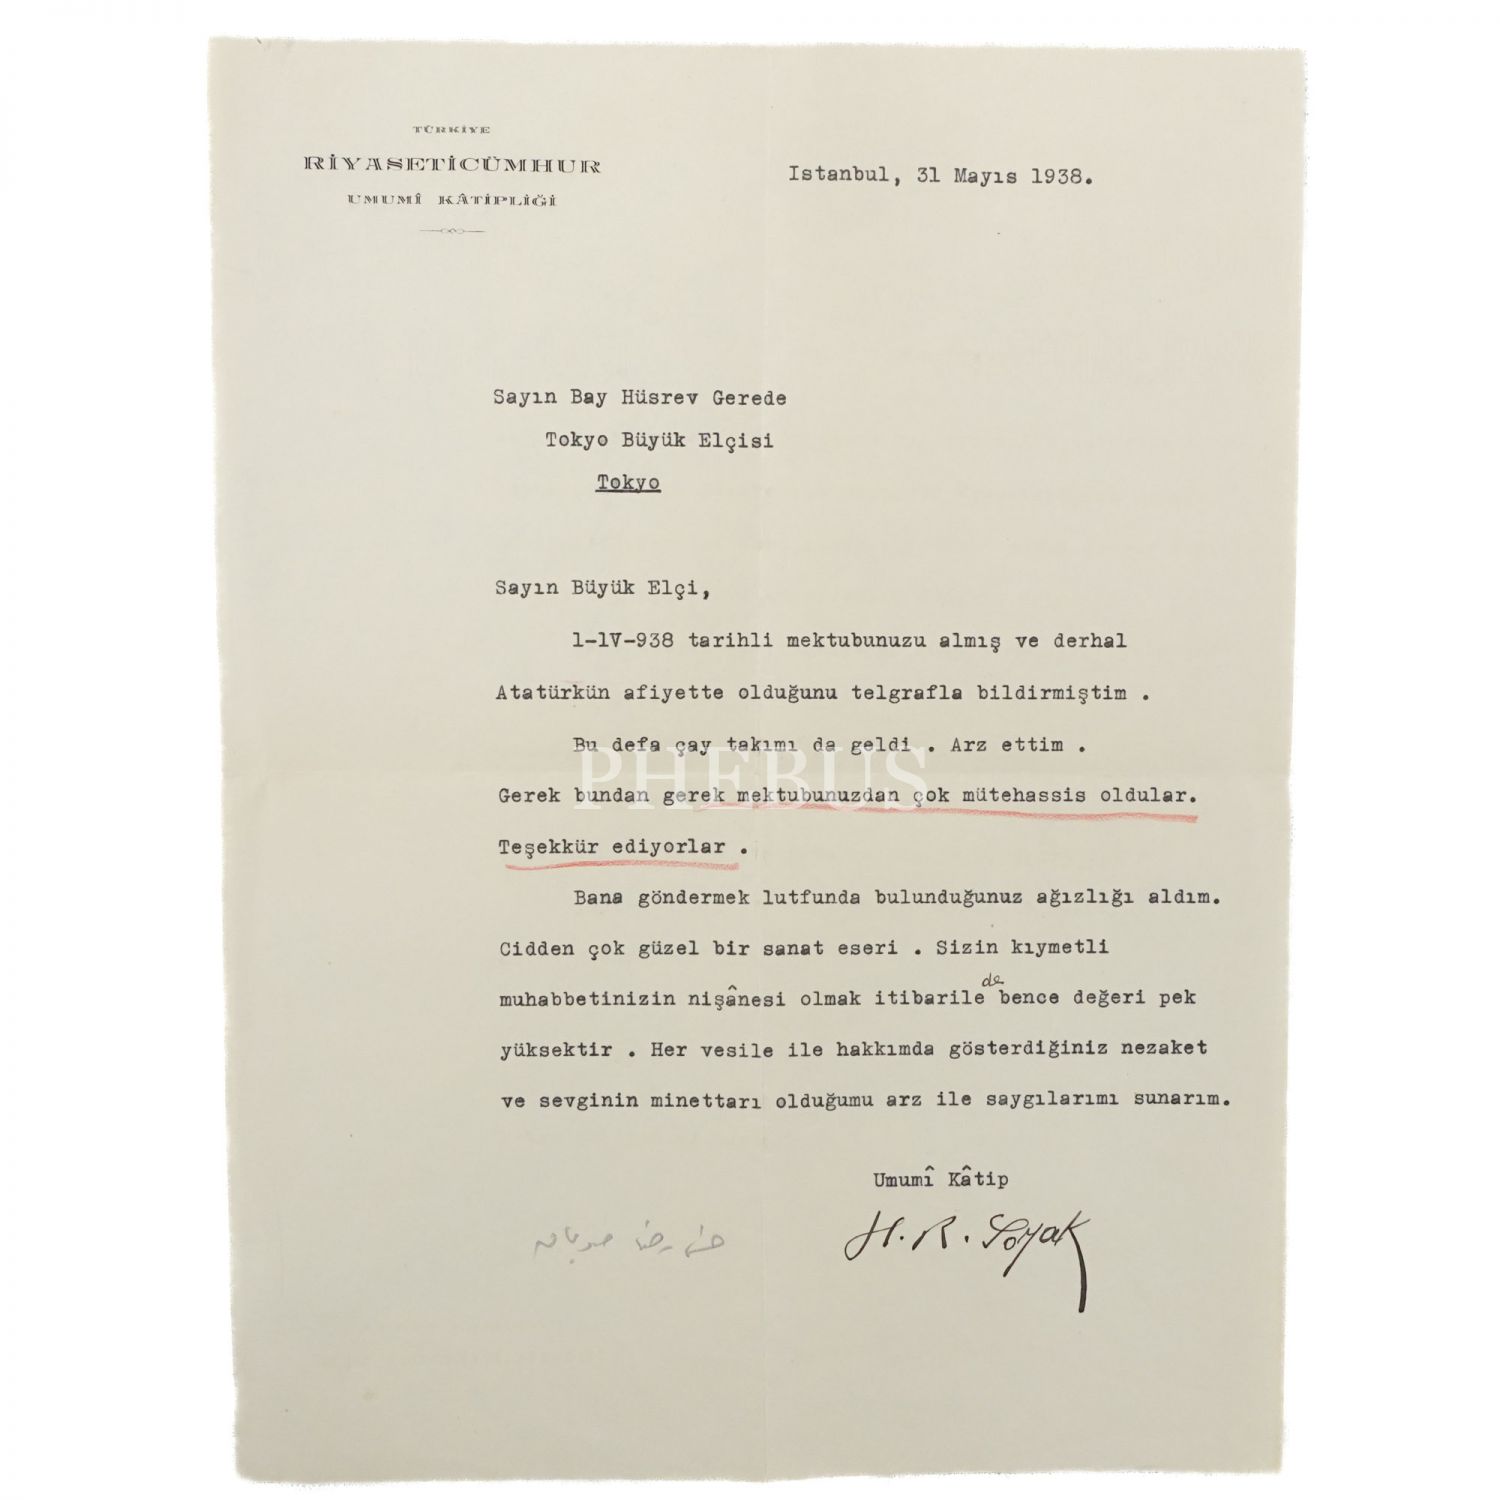 TÜRKİYE
RİYASETİCÜMHUR
UMUMÎ KÂTİPLİĞİ
Istanbul, 31 Mayıs 1938.
Sayın Bay Hüsrev Gerede
Tokyo Büyük Elçisi
Tokyo
Sayın Büyük Elçi,
1-1V-938 tarihli mektubunuzu almış ve derhal
Atatürkün afiyette olduğunu telgrafla bildirmiştim .
Bu defa çay takımı da geldi . Arz ettim .
PHEBUS
Gerek bundan gerek mektubunuzdan çok mütehassis oldular.
Teşekkür ediyorlar .
Bana göndermek lutfunda bulunduğunuz ağızlığı aldım.
Cidden çok güzel bir sanat eseri . Sizin kıymetli
muhabbetinizin nişânesi olmak itibarile de bence değeri pek
yüksektir . Her vesile ile hakkımda gösterdiğiniz nezaket
ve sevginin minettarı olduğumu arz ile saygılarımı sunarım.
Umumî Kâtip
H. R. Soyak
حسن رضا صویاق